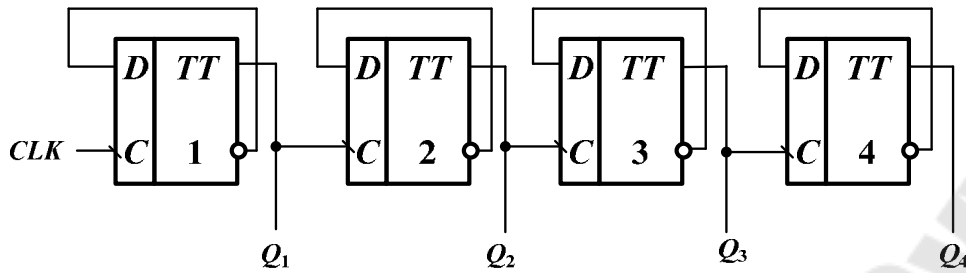 D TT D TT D TT D TT
CLK C 1 C 2 C 3 C 4
Q1 Q2 Q3 Q4